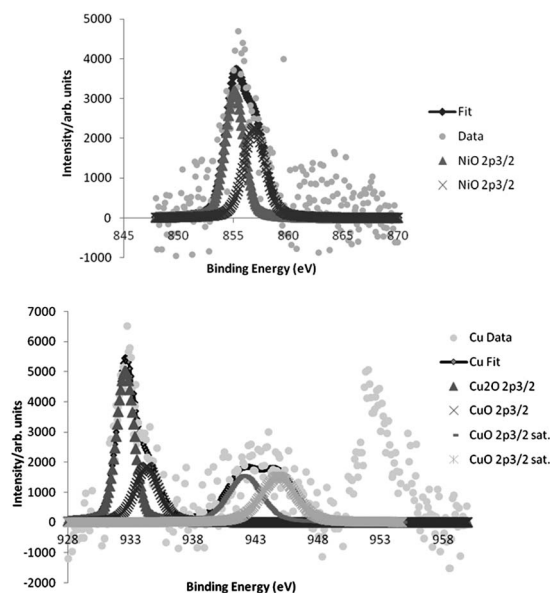 5000
4000
3000
2000
1000
0
-1000
845 850 855 860 865 870
Intensity/arb. units
Binding Energy (eV)
Fit
Data
NiO 2p3/2
NiO 2p3/2
7000
6000
5000
4000
3000
2000
1000
0
-1000
-2000
928 933 938 943 948 953 958
Intensity/arb. units
Binding Energy (eV)
Cu Data
Cu Fit
Cu2O 2p3/2
CuO 2p3/2
CuO 2p3/2 sat.
CuO 2p3/2 sat.